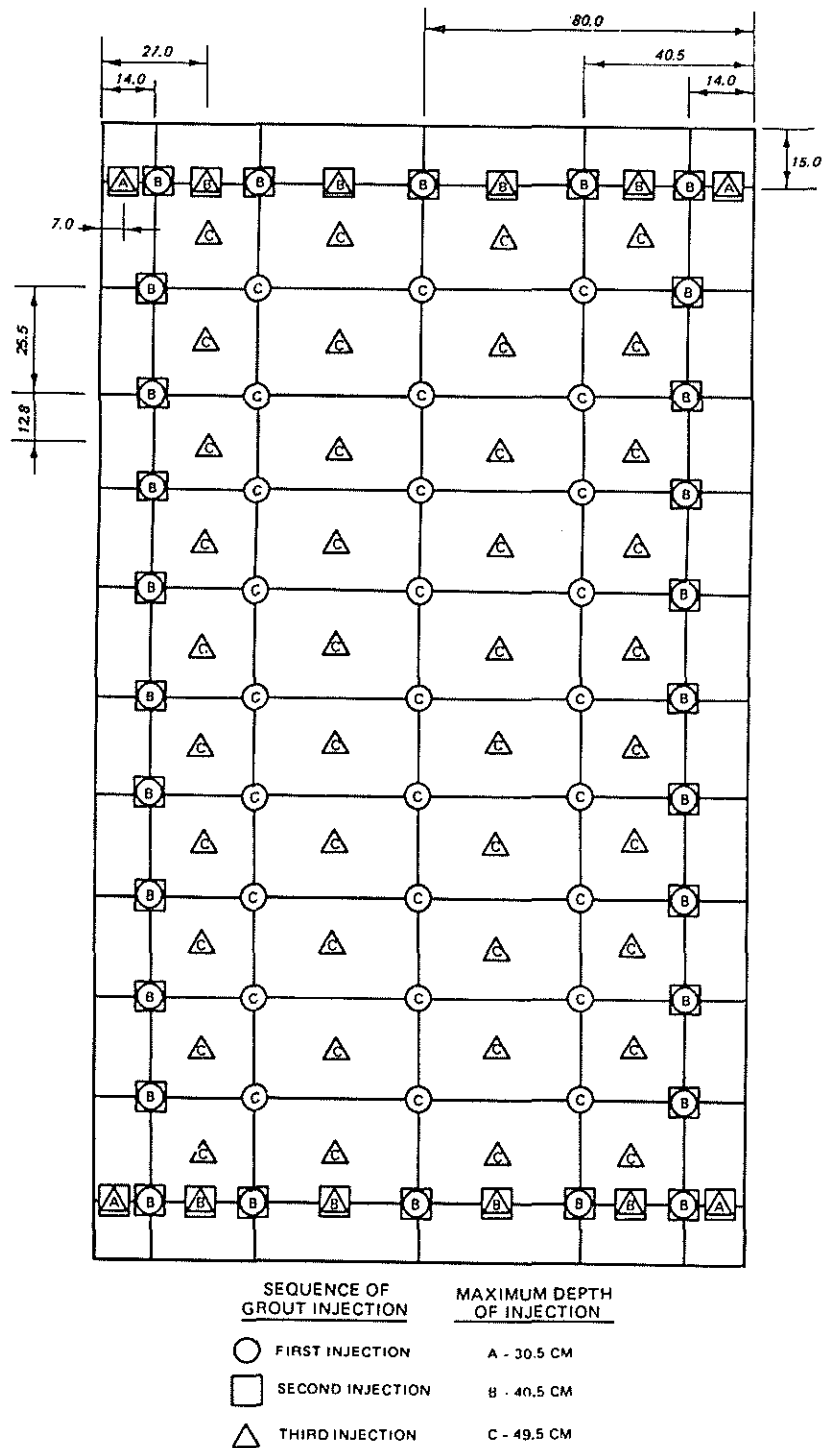 80.0
27.0 40.5
14.0 14.0
15.0
A B B B B B B B B B A
7.0 C C C C
B C C C B
25.5 C C C C
B C C C B
12.8 C C C C
B C C C B
C C C C
B C C C B
C C C C
B C C C B
C C C C
B C C C B
C C C C
B C C C B
C C C C
B C C C B
C C C C
B C C C B
C C C C
A B B B B B B B B B A
SEQUENCE OF
GROUT INJECTION
MAXIMUM DEPTH
OF INJECTION
FIRST INJECTION A - 30.5 CM
SECOND INJECTION B - 40.5 CM
THIRD INJECTION C - 49.5 CM